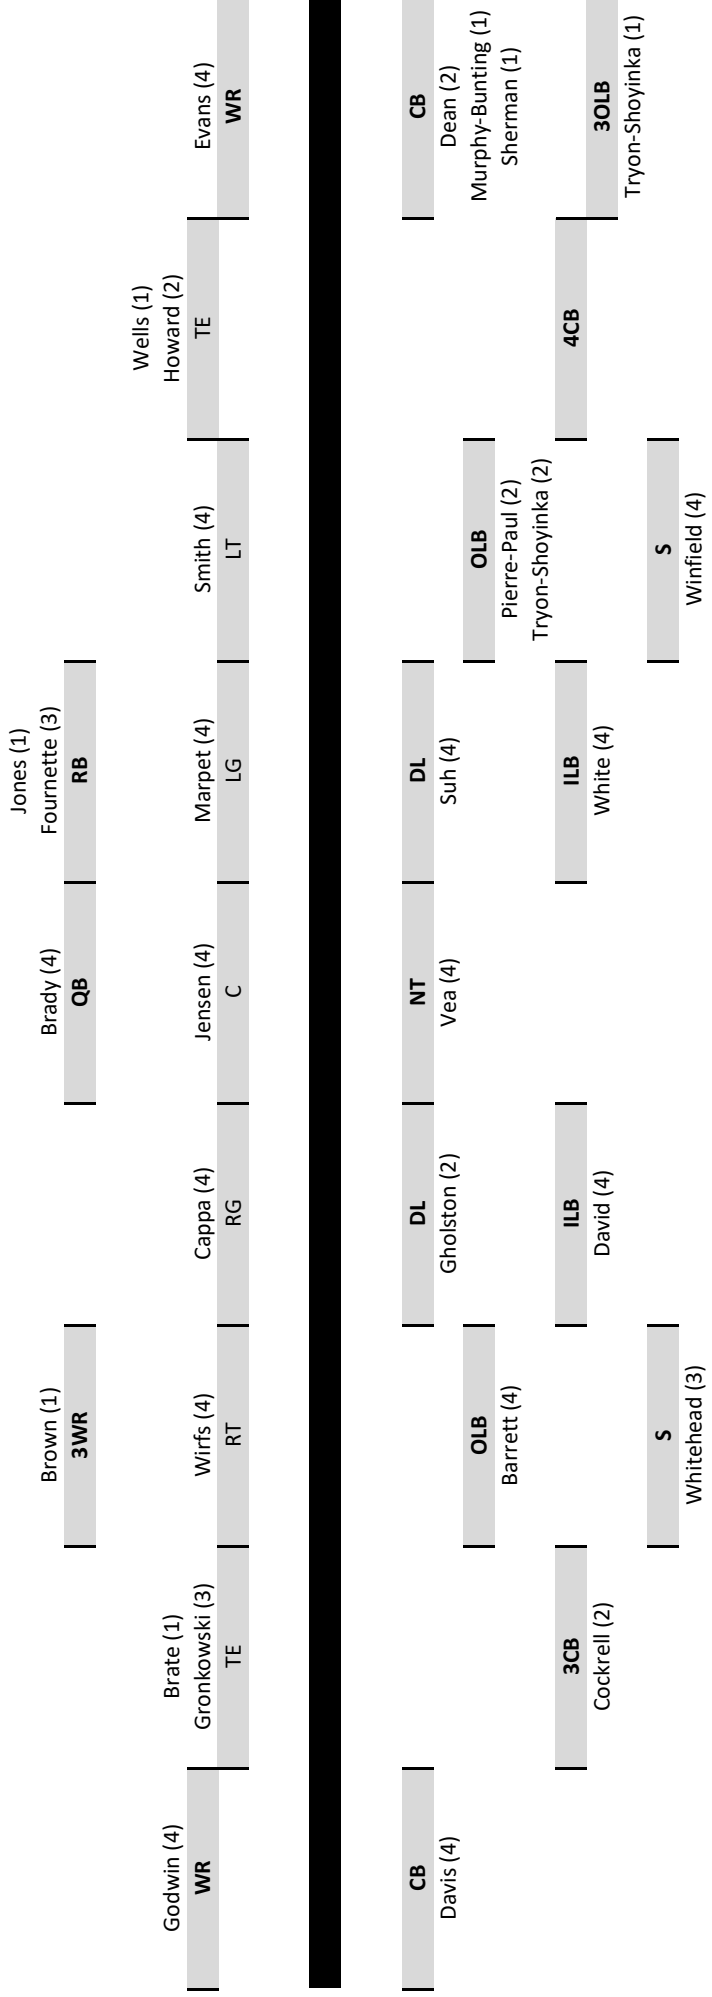 Jones (1)
Brown (1)
Brady (4)
Fournette (3)
3WR
QB
RB
Brate (1)
Wells (1)
Godwin (4)
Gronkowski (3)
Wirfs (4)
Cappa (4)
Jensen (4)
Marpet (4)
Smith (4)
Howard (2)
Evans (4)
WR
TE
RT
RG
C
LG
LT
TE
WR
CB
DL
NT
DL
CB
Davis (4)
Gholston (2)
Vea (4)
Suh (4)
Dean (2)
Murphy-Bunting (1)
Sherman (1)
OLB
OLB
Barrett (4)
Pierre-Paul (2)
Tryon-Shoyinka (2)
3CB
ILB
ILB
4CB
3OLB
Cockrell (2)
David (4)
White (4)
Tryon-Shoyinka (1)
S
S
Whitehead (3)
Winfield (4)